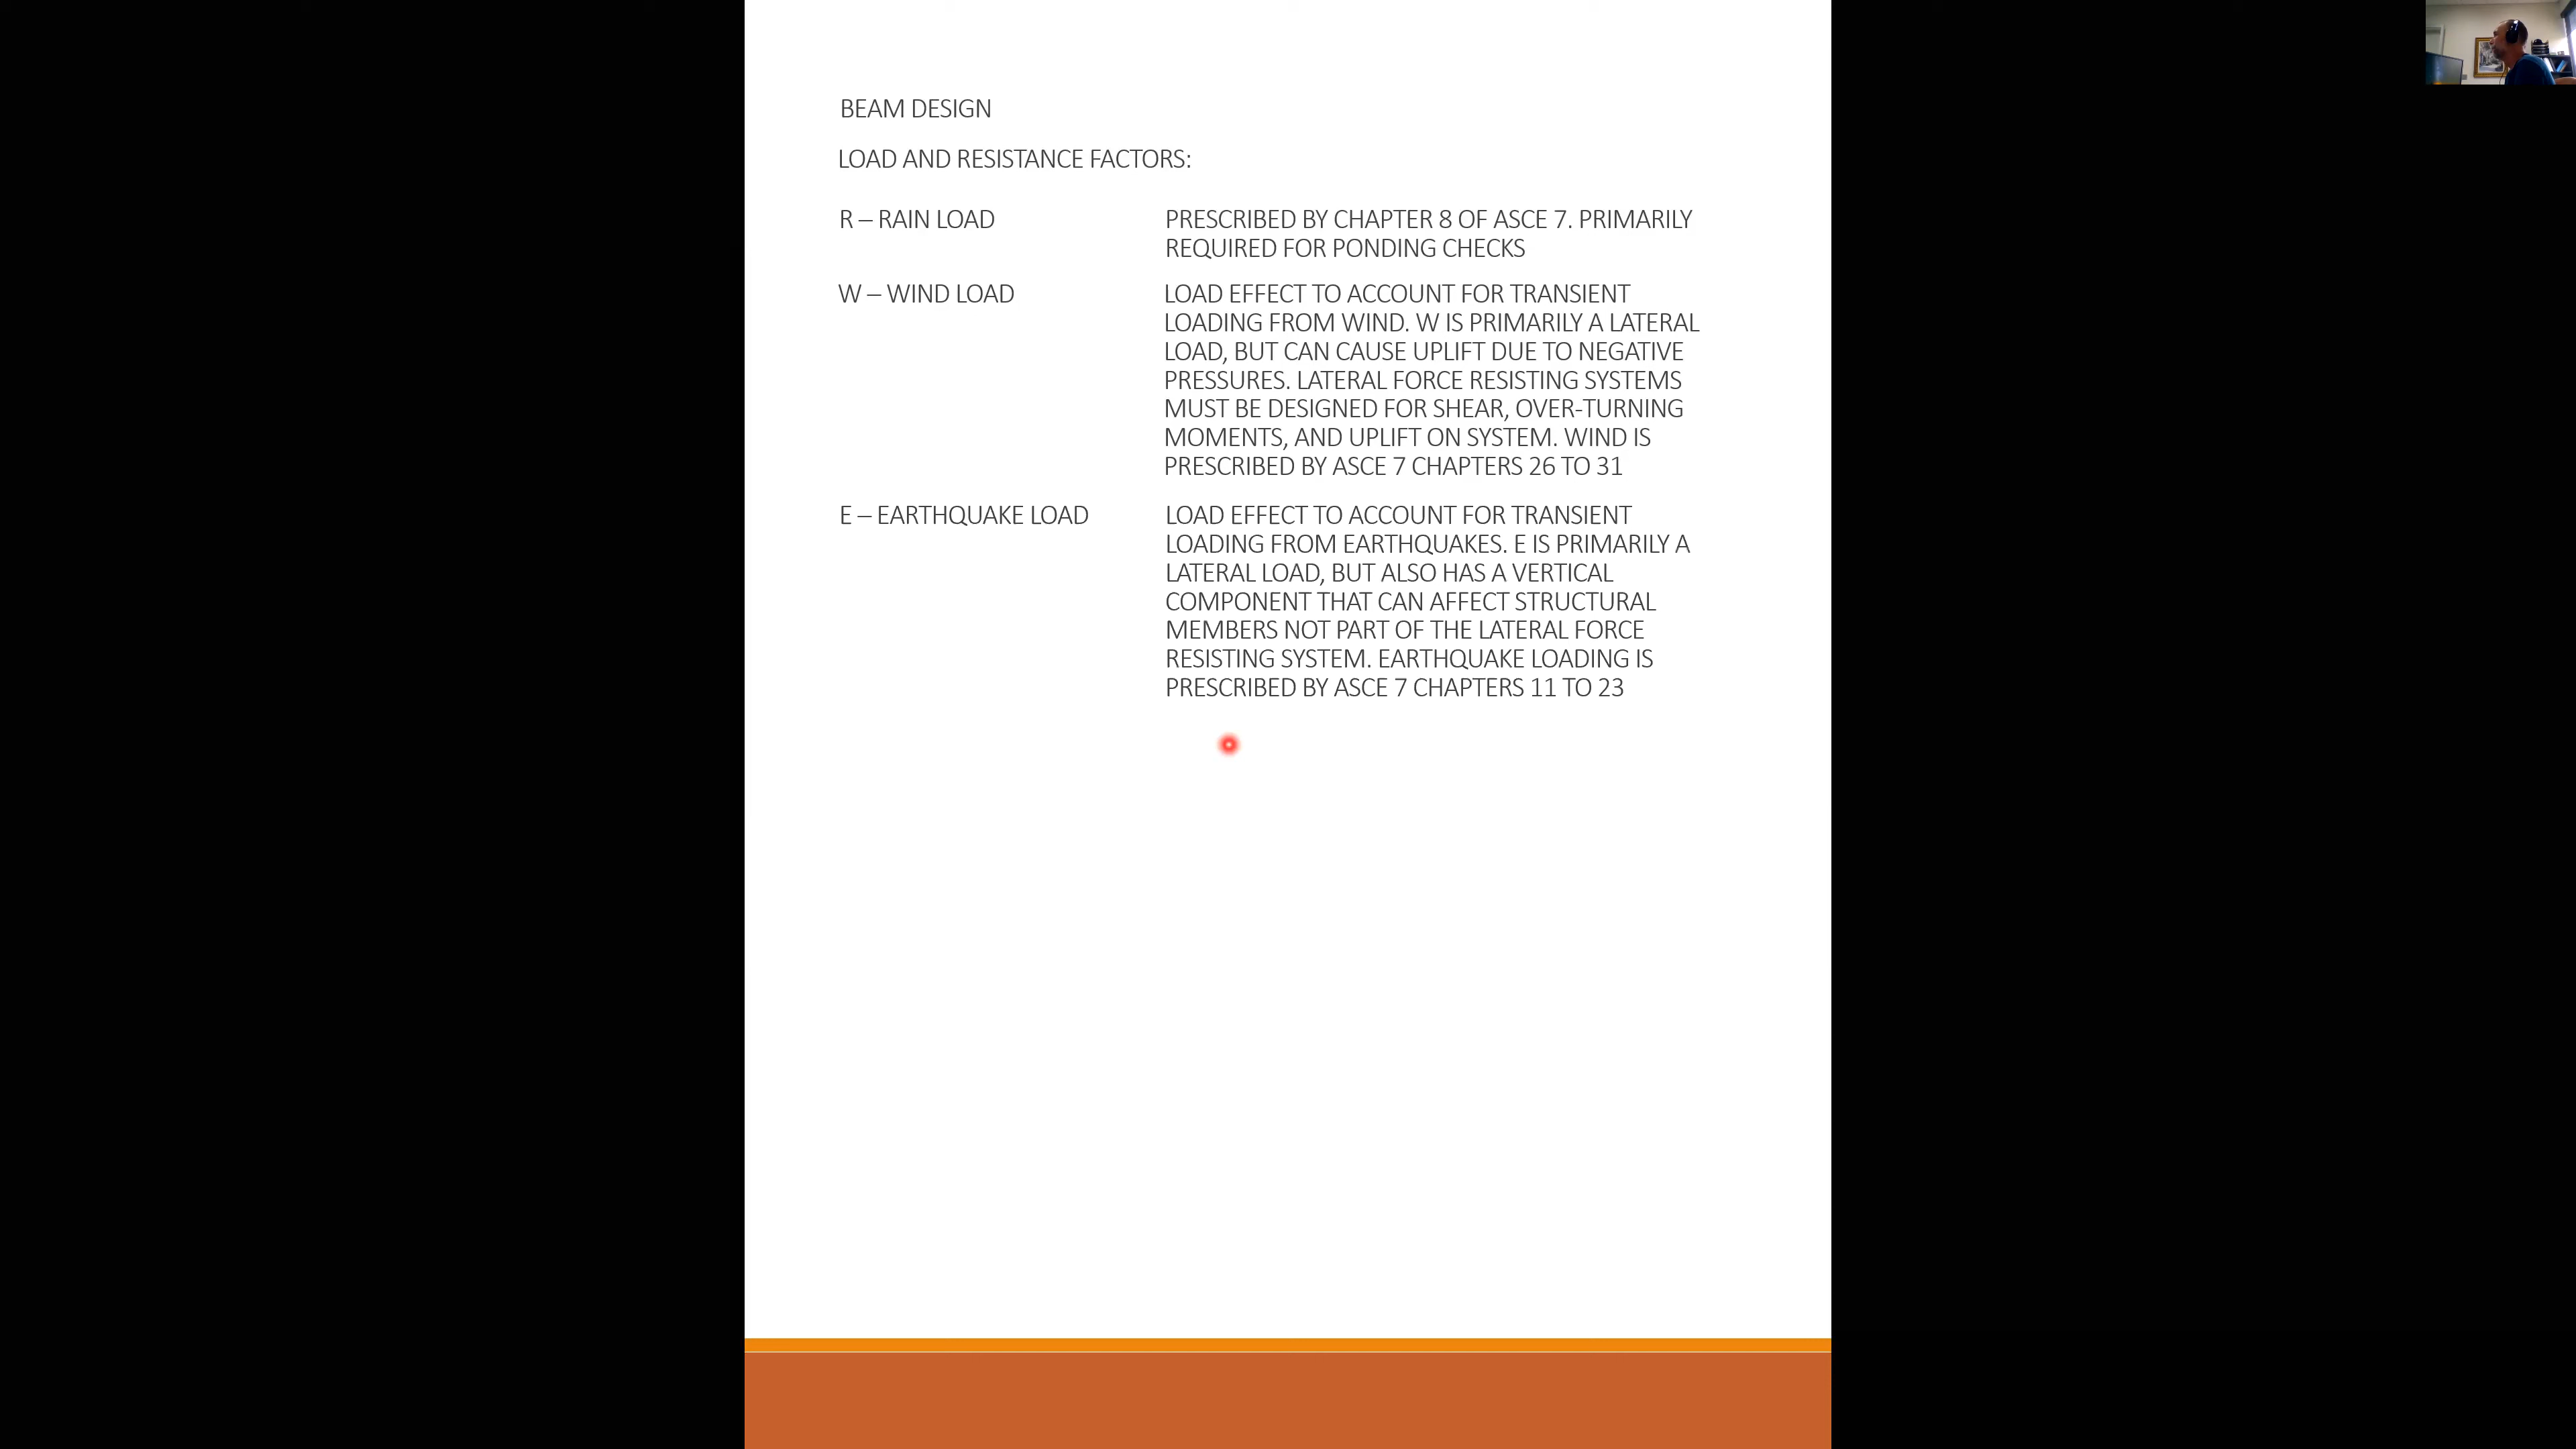 BEAM DESIGN
LOAD AND RESISTANCE FACTORS:
R – RAIN LOAD
PRESCRIBED BY CHAPTER 8 OF ASCE 7. PRIMARILY
REQUIRED FOR PONDING CHECKS
W – WIND LOAD
LOAD EFFECT TO ACCOUNT FOR TRANSIENT
LOADING FROM WIND. W IS PRIMARILY A LATERAL
LOAD, BUT CAN CAUSE UPLIFT DUE TO NEGATIVE
PRESSURES. LATERAL FORCE RESISTING SYSTEMS
MUST BE DESIGNED FOR SHEAR, OVER-TURNING
MOMENTS, AND UPLIFT ON SYSTEM. WIND IS
PRESCRIBED BY ASCE 7 CHAPTERS 26 TO 31
E – EARTHQUAKE LOAD
LOAD EFFECT TO ACCOUNT FOR TRANSIENT
LOADING FROM EARTHQUAKES. E IS PRIMARILY A
LATERAL LOAD, BUT ALSO HAS A VERTICAL
COMPONENT THAT CAN AFFECT STRUCTURAL
MEMBERS NOT PART OF THE LATERAL FORCE
RESISTING SYSTEM. EARTHQUAKE LOADING IS
PRESCRIBED BY ASCE 7 CHAPTERS 11 TO 23